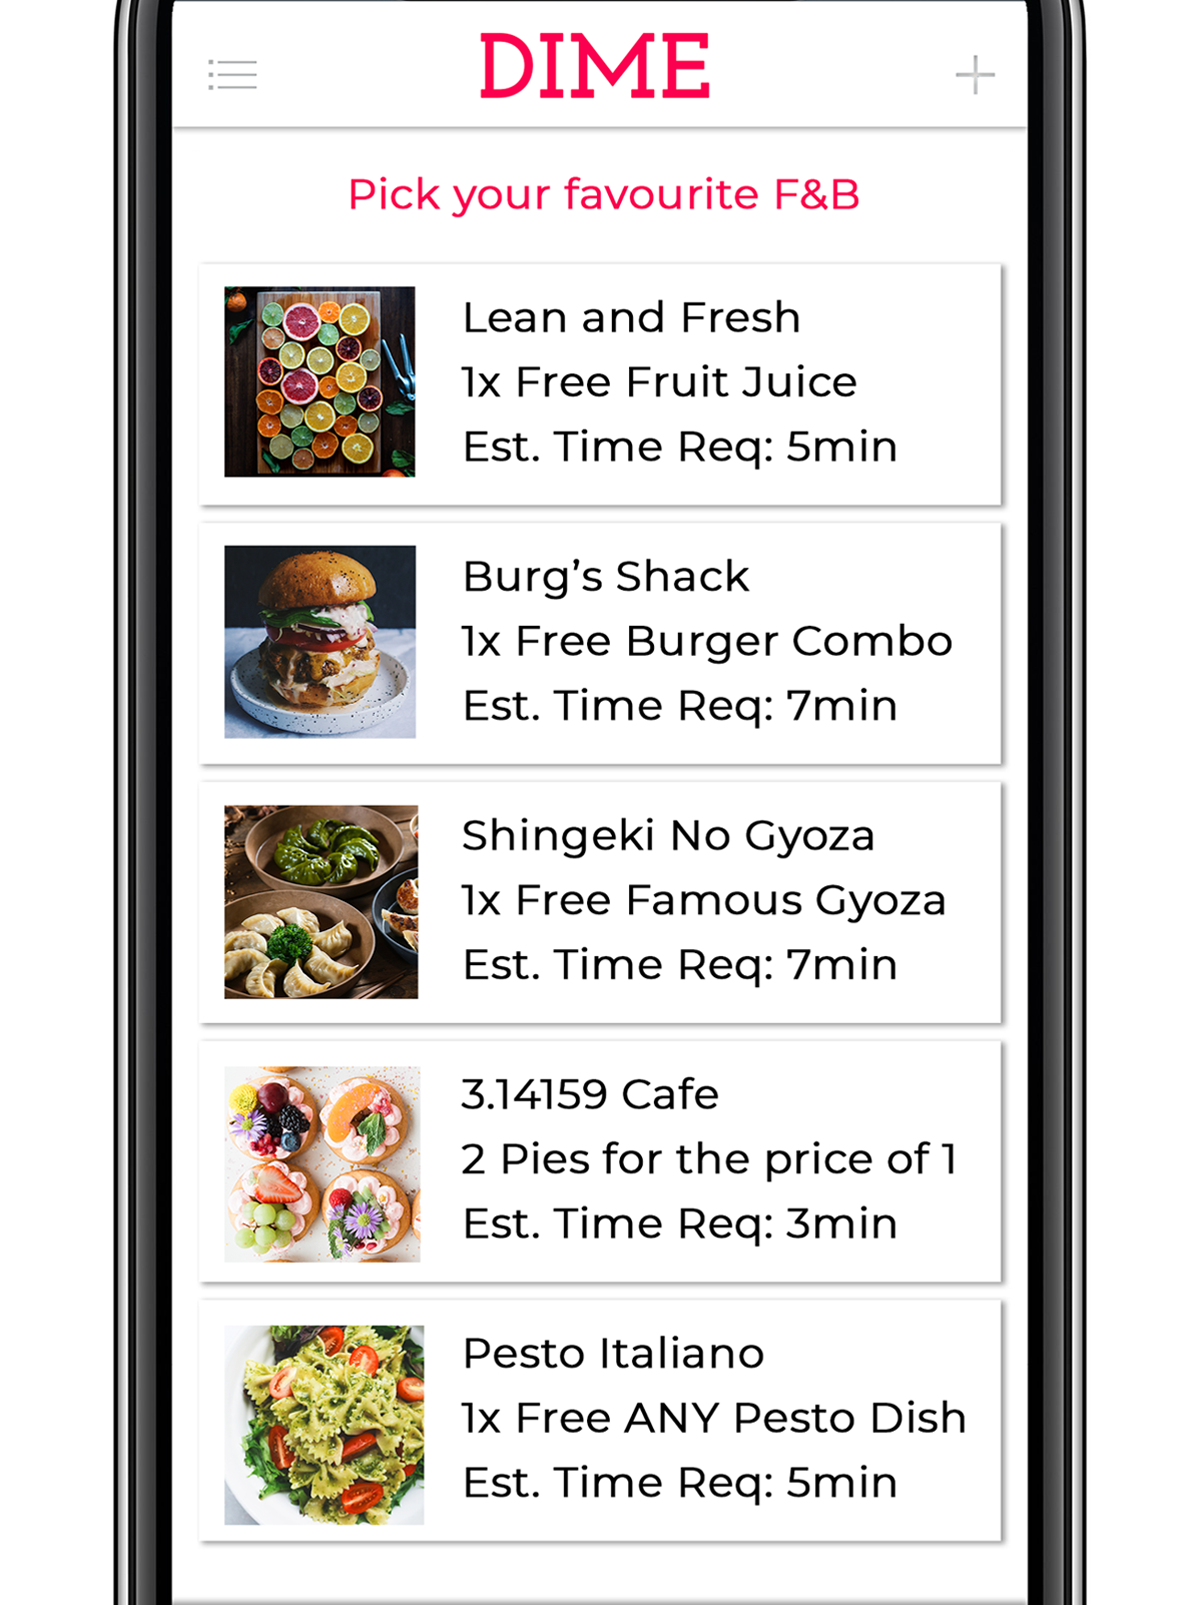 DIME
Pick your favourite F&B
Lean and Fresh
1x Free Fruit Juice
Est. Time Req: 5min
Burg’s Shack
1x Free Burger Combo
Est. Time Req: 7min
Shingeki No Gyoza
1x Free Famous Gyoza
Est. Time Req: 7min
3.14159 Cafe
2 Pies for the price of 1
Est. Time Req: 3min
Pesto Italiano
1x Free ANY Pesto Dish
Est. Time Req: 5min